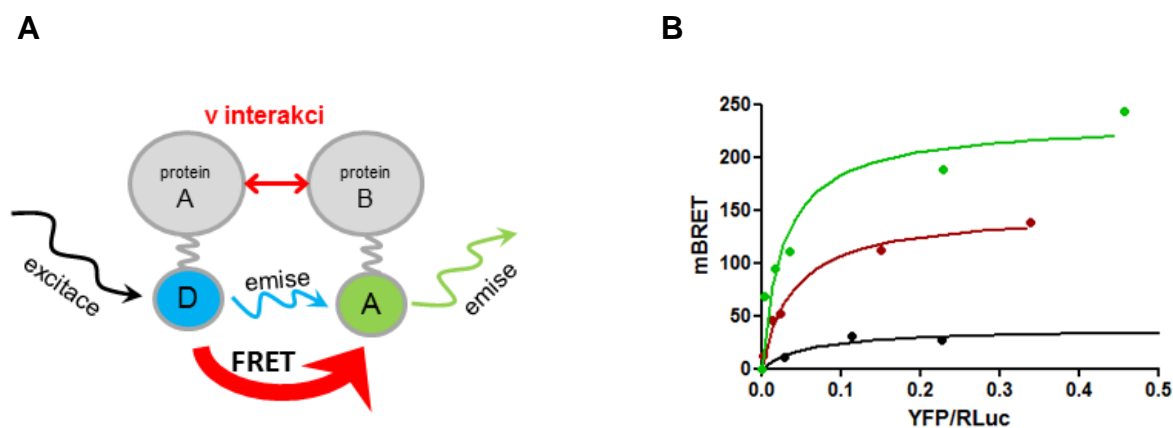 A
B
v interakci
protein
A
protein
B
excitace
D
emise
A
emise
FRET
mBRET
250
200
150
100
50
0
0.0 0.1 0.2 0.3 0.4 0.5
YFP/RLuc